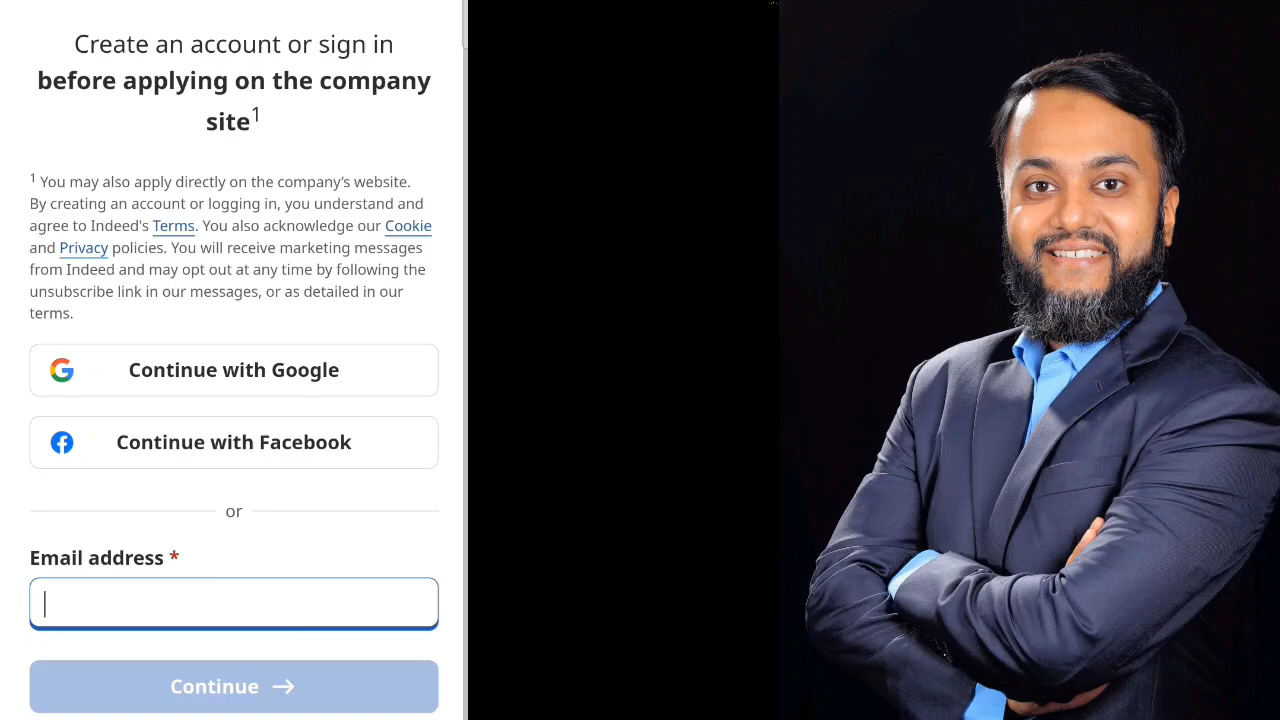 Create an account or sign in
before applying on the company
site¹
¹ You may also apply directly on the company's website.
By creating an account or logging in, you understand and
agree to Indeed's Terms. You also acknowledge our Cookie
and Privacy policies. You will receive marketing messages
from Indeed and may opt out at any time by following the
unsubscribe link in our messages, or as detailed in our
terms.
Continue with Google
Continue with Facebook
or
Email address *
Continue →